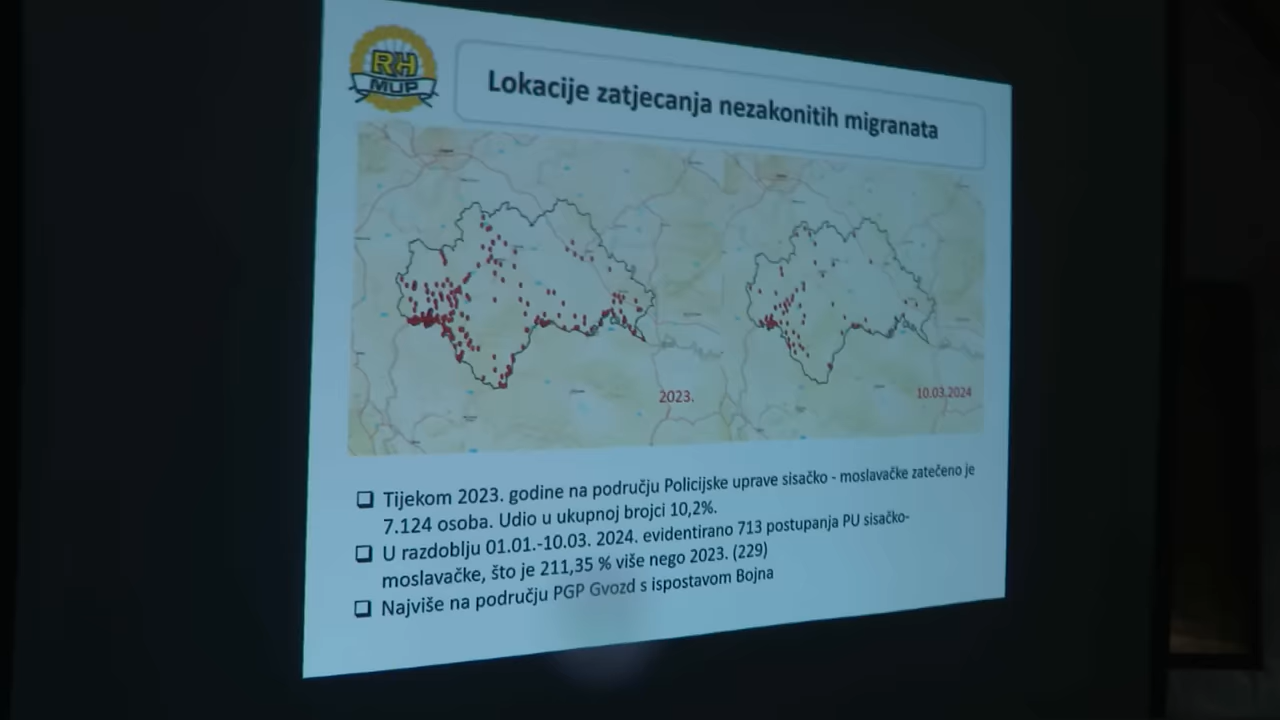 RH
MUP
Lokacije zatjecanja nezakonitih migranata
2023.
10.03.2024
❑ Tijekom 2023. godine na području Policijske uprave sisačko - moslavačke zatečeno je
7.124 osoba. Udio u ukupnoj brojci 10,2%.
❑ U razdoblju 01.01.-10.03. 2024. evidentirano 713 postupanja PU sisačko-
moslavačke, što je 211,35 % više nego 2023. (229)
❑ Najviše na području PGP Gvozd s ispostavom Bojna